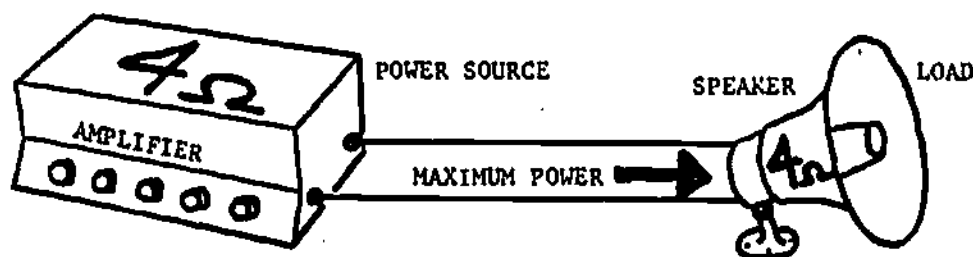 4Ω
POWER SOURCE
SPEAKER
LOAD
AMPLIFIER
MAXIMUM POWER
4Ω